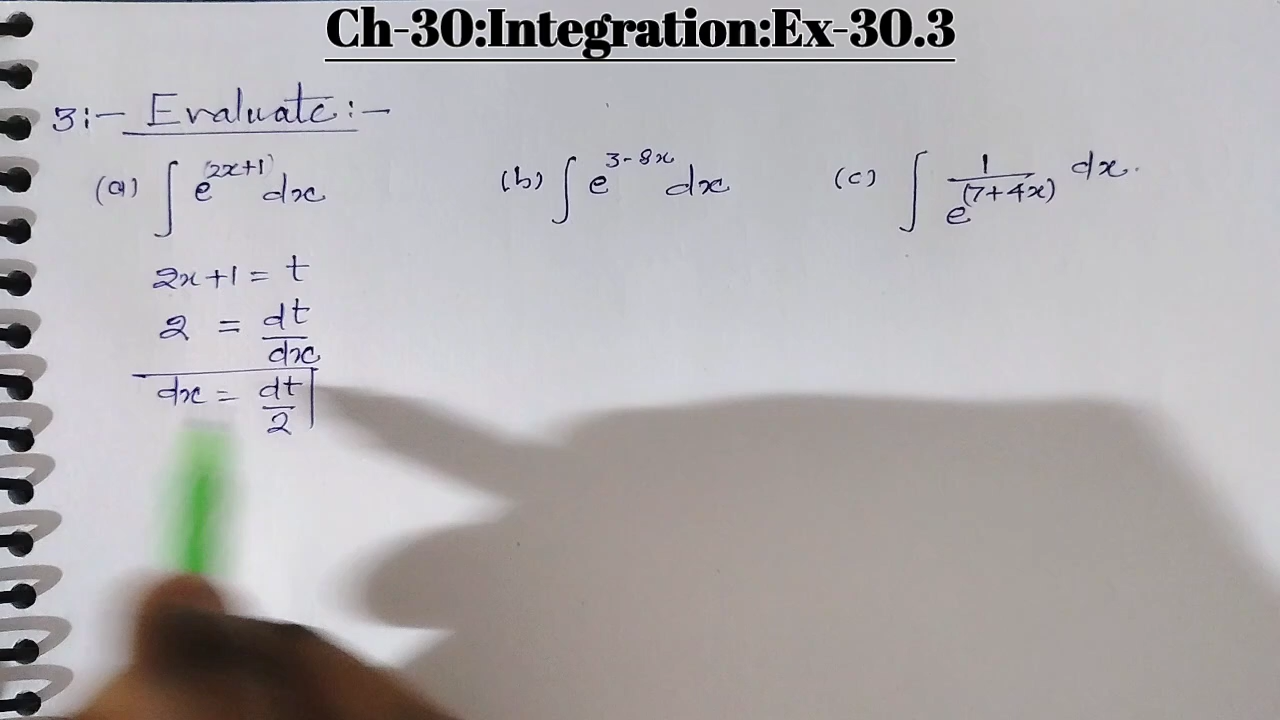 Ch-30:Integration:Ex-30.3
3:- Evaluate:-
(a) ∫ e^(2x+1) dx (b) ∫ e^3-8x dx (c) ∫ 1/e^(7+4x) dx.
2x+1 = t
2 = dt/dx
dx = dt/2